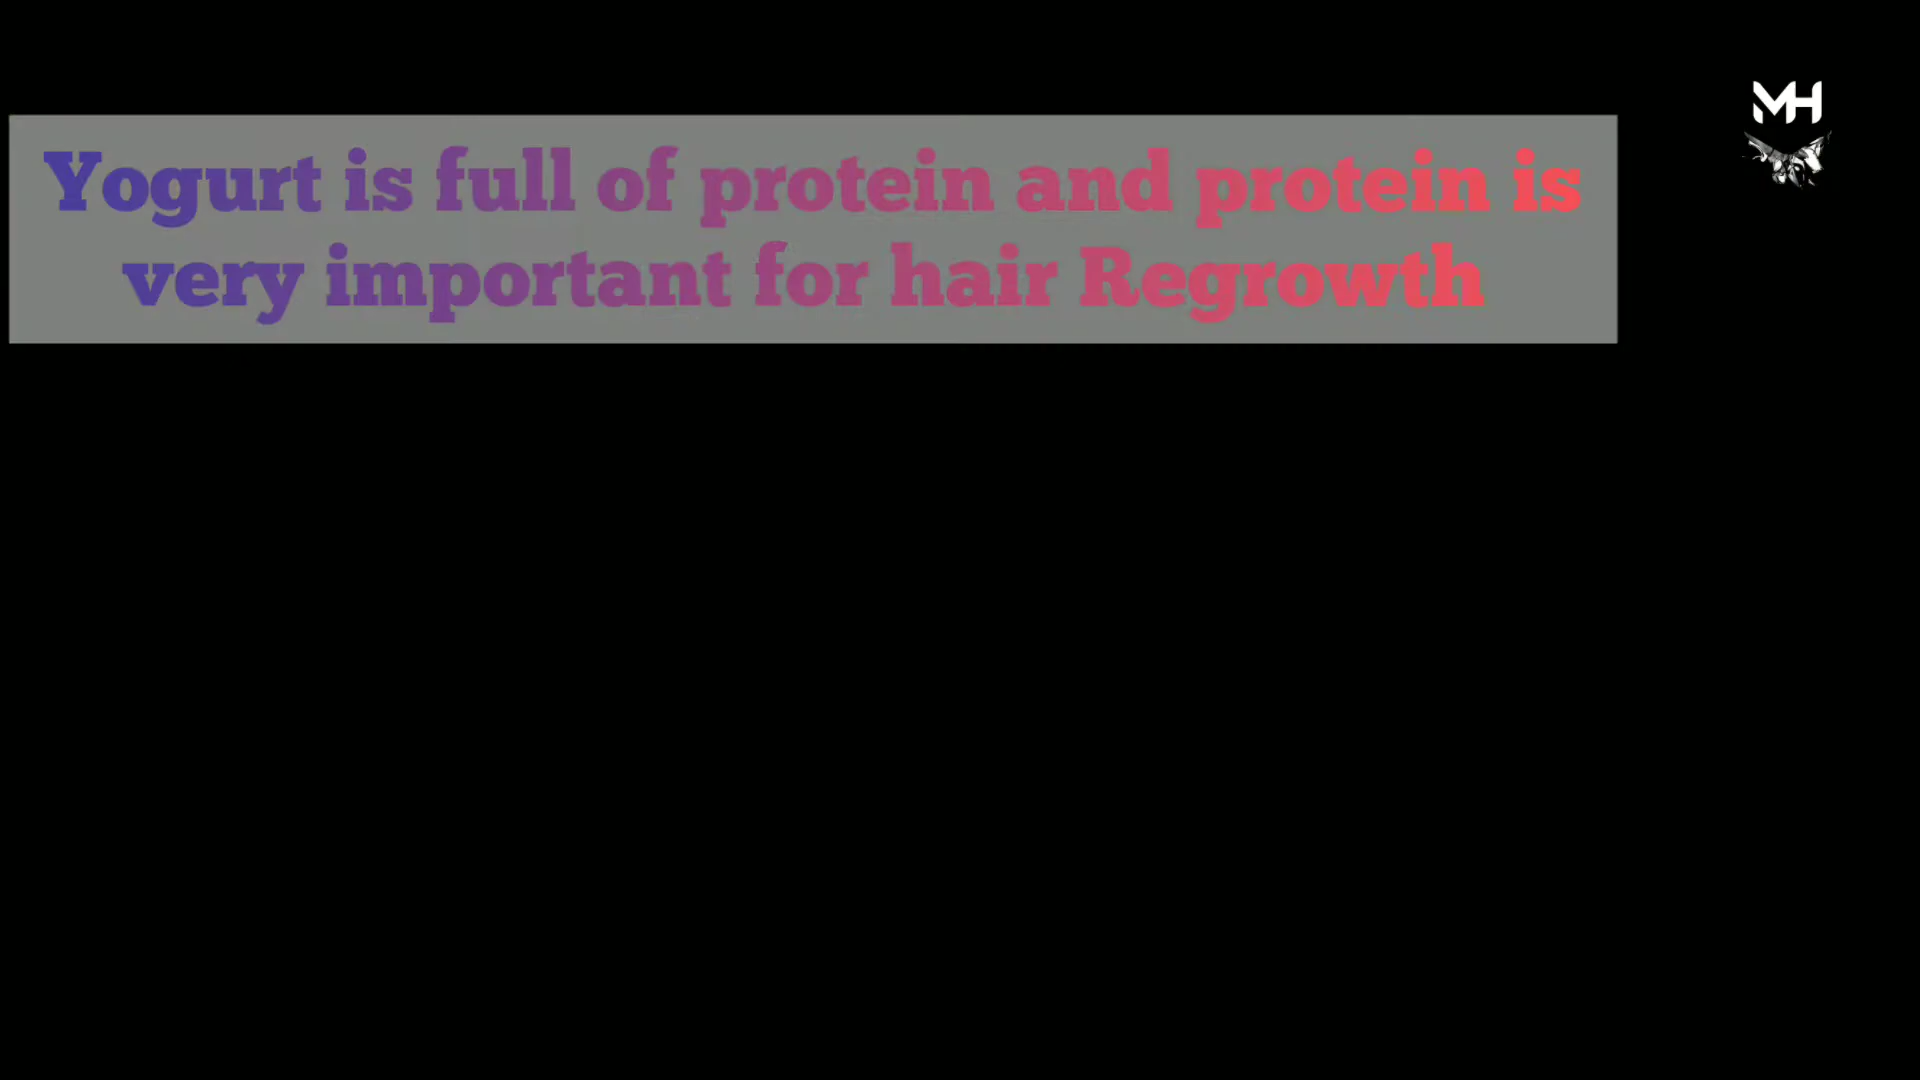 MH
Yogurt is full of protein and protein is
very important for hair Regrowth